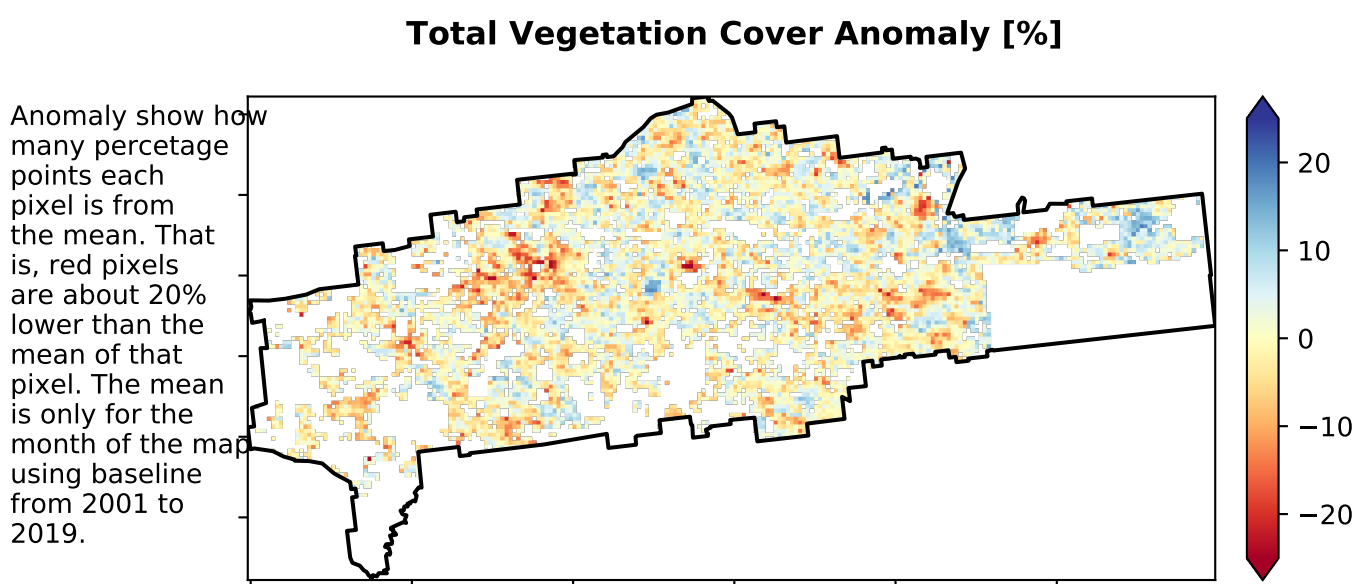 Total Vegetation Cover Anomaly [%]
Anomaly show how
many percetage
points each
pixel is from
the mean. That
is, red pixels
are about 20%
lower than the
mean of that
pixel. The mean
is only for the
month of the map
using baseline
from 2001 to
2019.
20
10
0
−10
−20